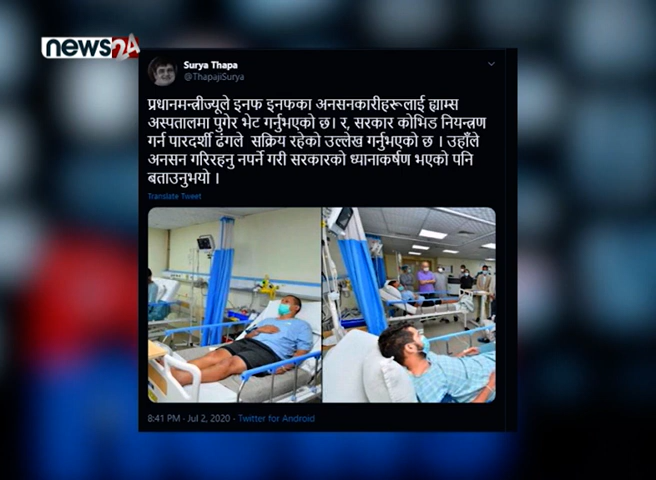 news24
Surya Thapa
@ThapajiSurya
प्रधानमन्त्रीज्यूले इनफ इनफका अनसनकारीहरूलाई ह्याम्स
अस्पतालमा पुगेर भेट गर्नुभएको छ। र, सरकार कोभिड नियन्त्रण
गर्न पारदर्शी ढंगले सक्रिय रहेको उल्लेख गर्नुभएको छ । उहाँले
अनसन गरिरहनु नपर्ने गरी सरकारको ध्यानाकर्षण भएको पनि
बताउनुभयो ।
Translate Tweet
8:41 PM · Jul 2, 2020 · Twitter for Android